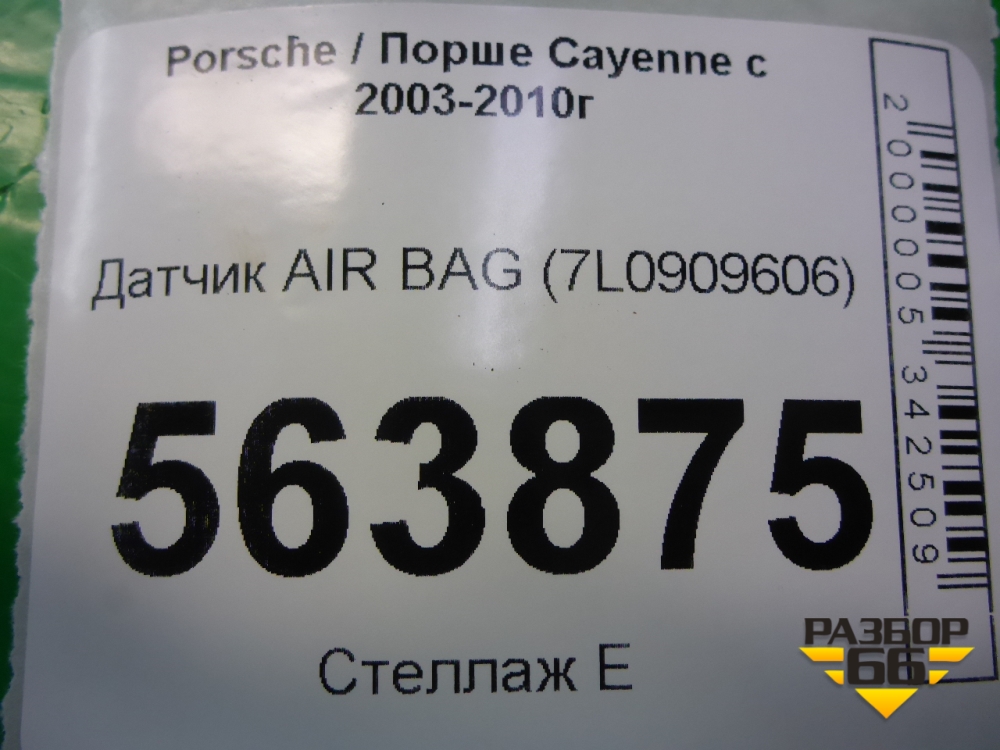 Porsche / Порше Cayenne с
2003-2010г
Датчик AIR BAG (7L0909606)
563875
Стеллаж E
2000005342509
РАЗБОР
66